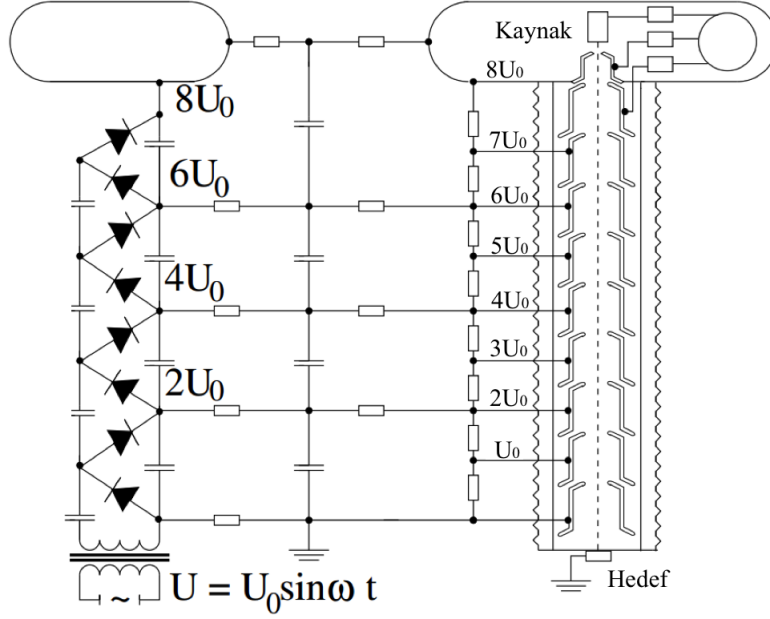 Kaynak
8U₀
8U₀
7U₀
6U₀
6U₀
5U₀
4U₀
4U₀
3U₀
2U₀
2U₀
U₀
~
U = U₀sinω t
Hedef